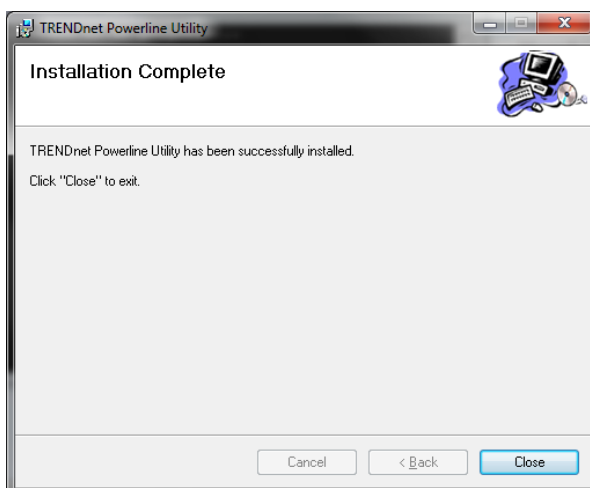 TRENDnet Powerline Utility
Installation Complete
TRENDnet Powerline Utility has been successfully installed.
Click "Close" to exit.
Cancel
< Back
Close